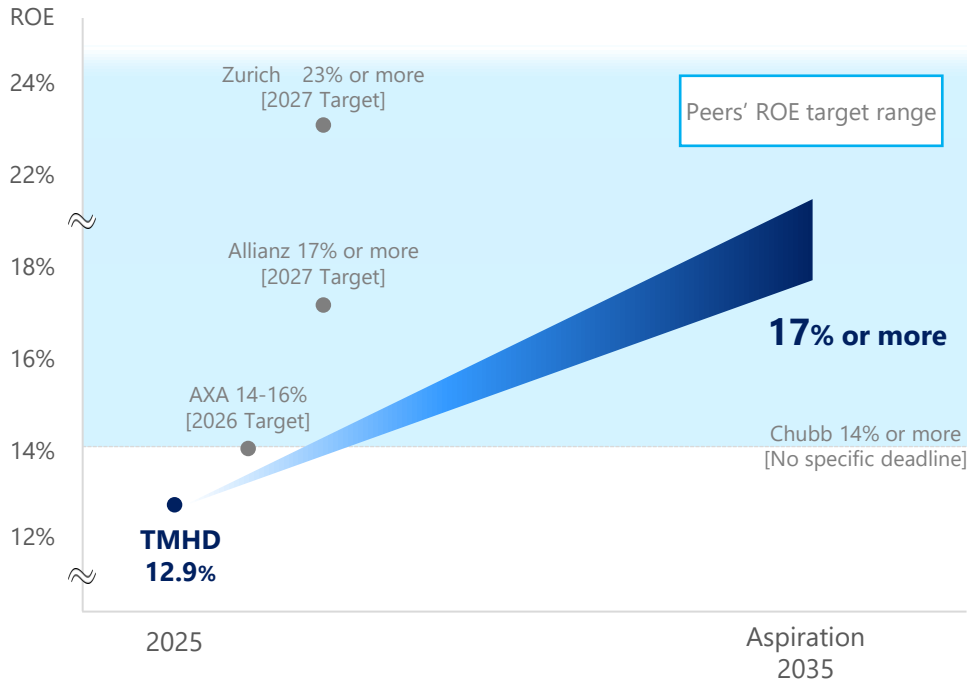 ROE
24%
22%
18%
16%
14%
12%
Zurich 23% or more
[2027 Target]
Peers’ ROE target range
Allianz 17% or more
[2027 Target]
17% or more
AXA 14-16%
[2026 Target]
Chubb 14% or more
[No specific deadline]
TMHD
12.9%
2025
Aspiration
2035